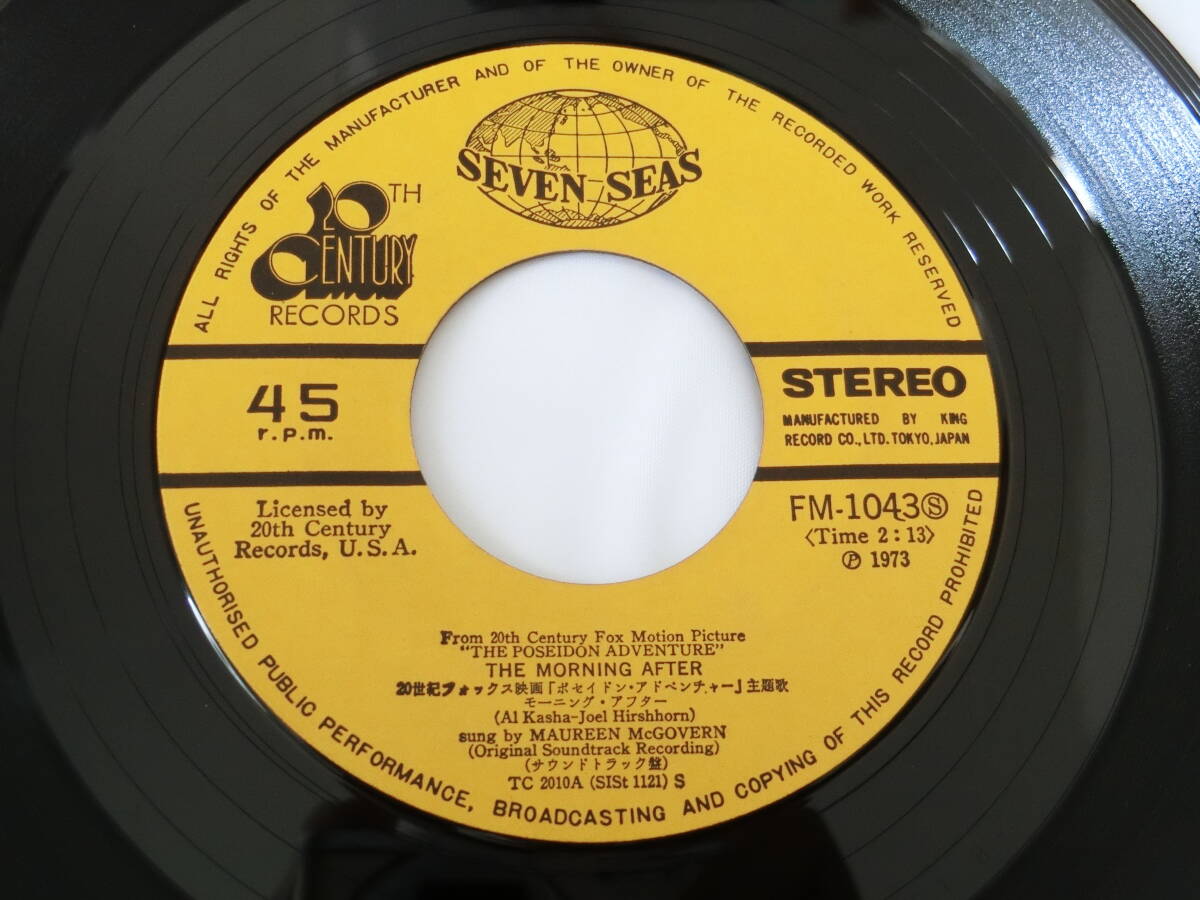 ALL RIGHTS OF THE MANUFACTURER AND OF THE OWNER OF THE RECORDED WORK RESERVED
SEVEN SEAS
20TH
CENTURY
RECORDS
45
r.p.m.
STEREO
MANUFACTURED BY KING
RECORD CO., LTD. TOKYO, JAPAN
Licensed by
20th Century
Records, U.S.A.
FM-1043Ⓢ
〈Time 2:13〉
Ⓟ 1973
From 20th Century Fox Motion Picture
"THE POSEIDON ADVENTURE"
THE MORNING AFTER
20世紀フォックス映画「ポセイドン・アドベンチャー」主題歌
モーニング・アフター
(Al Kasha-Joel Hirshhorn)
sung by MAUREEN McGOVERN
(Original Soundtrack Recording)
(サウンドトラック盤)
TC 2010A (SISt 1121) S
UNAUTHORISED PUBLIC PERFORMANCE, BROADCASTING AND COPYING OF THIS RECORD PROHIBITED